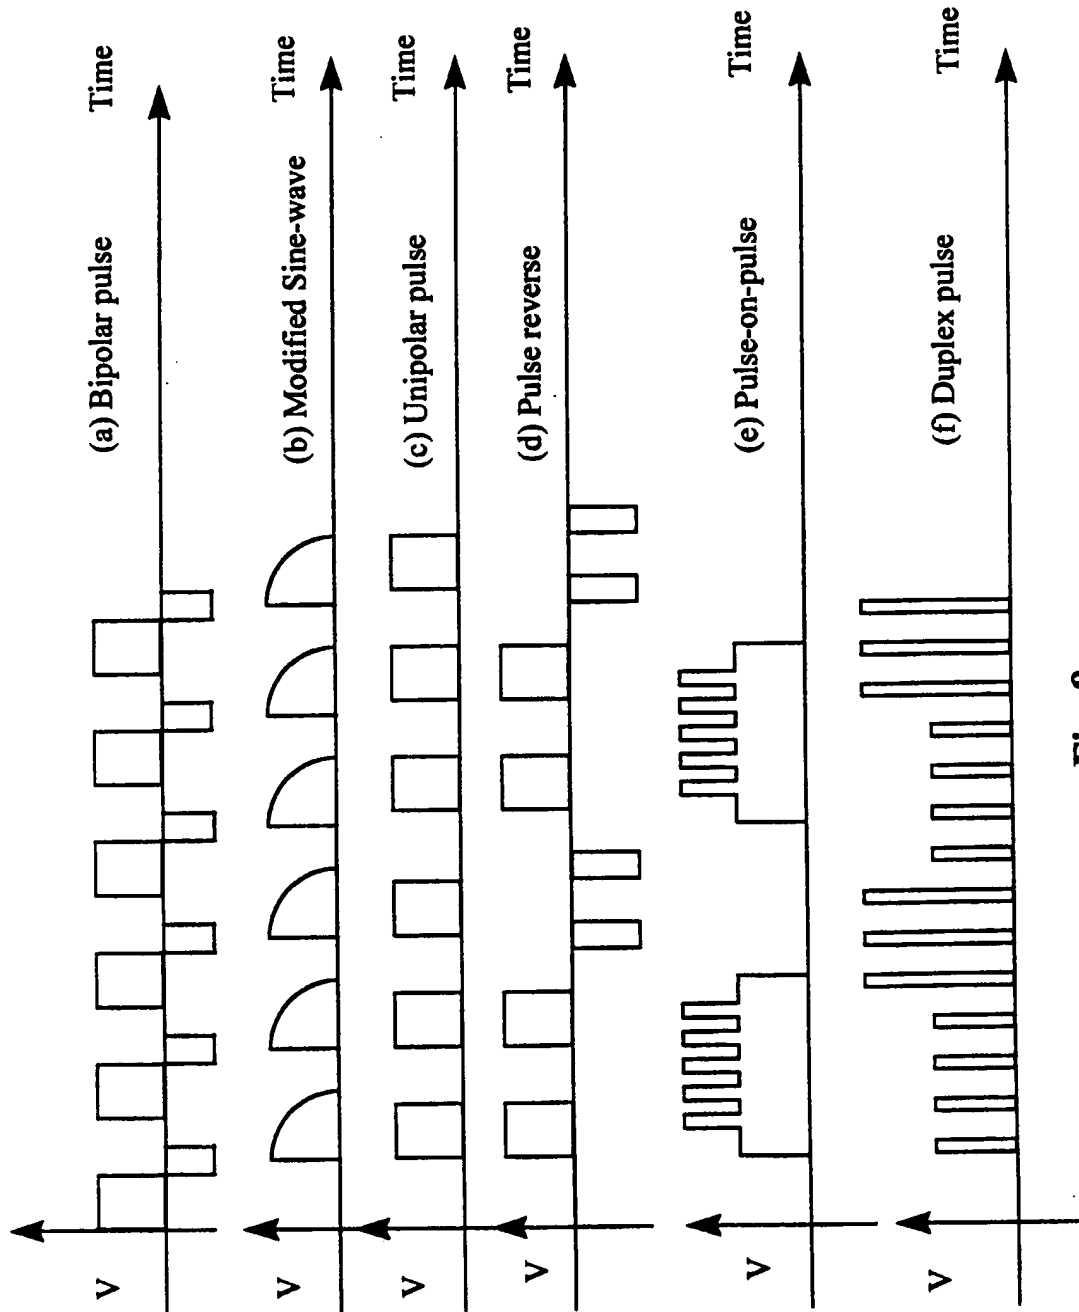 V
(a) Bipolar pulse
Time
V
(b) Modified Sine-wave
Time
V
(c) Unipolar pulse
Time
V
(d) Pulse reverse
Time
V
(e) Pulse-on-pulse
Time
V
(f) Duplex pulse
Time